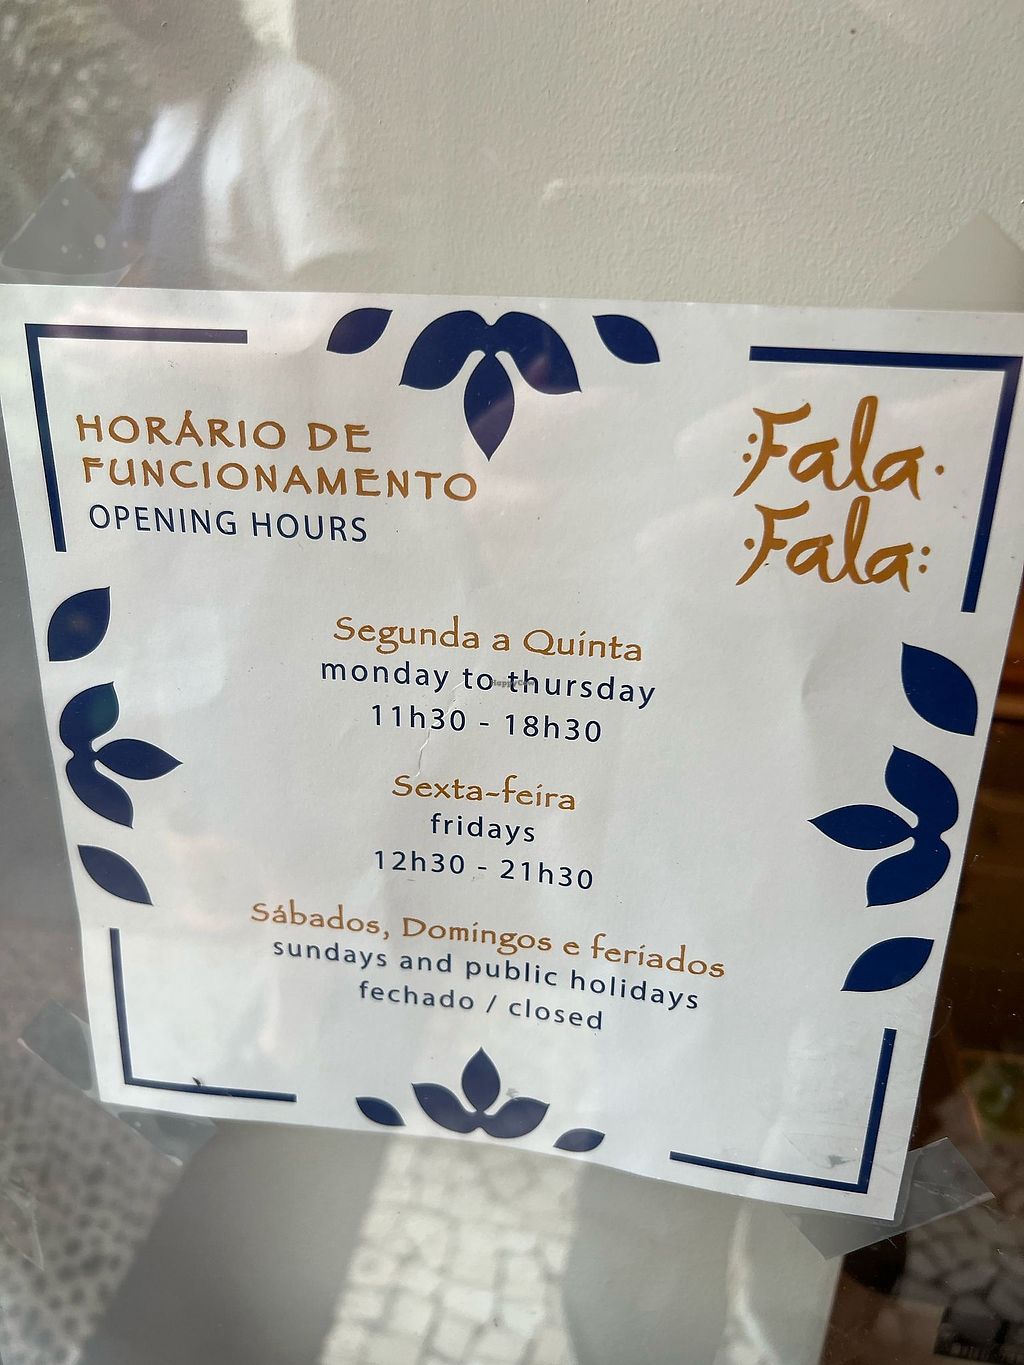 HORÁRIO DE
FUNCIONAMENTO
OPENING HOURS
Fala
Fala
Segunda a Quinta
monday to thursday
11h30 - 18h30
Sexta-feira
fridays
12h30 - 21h30
Sábados, Domingos e feriados
sundays and public holidays
fechado / closed
HappyCow